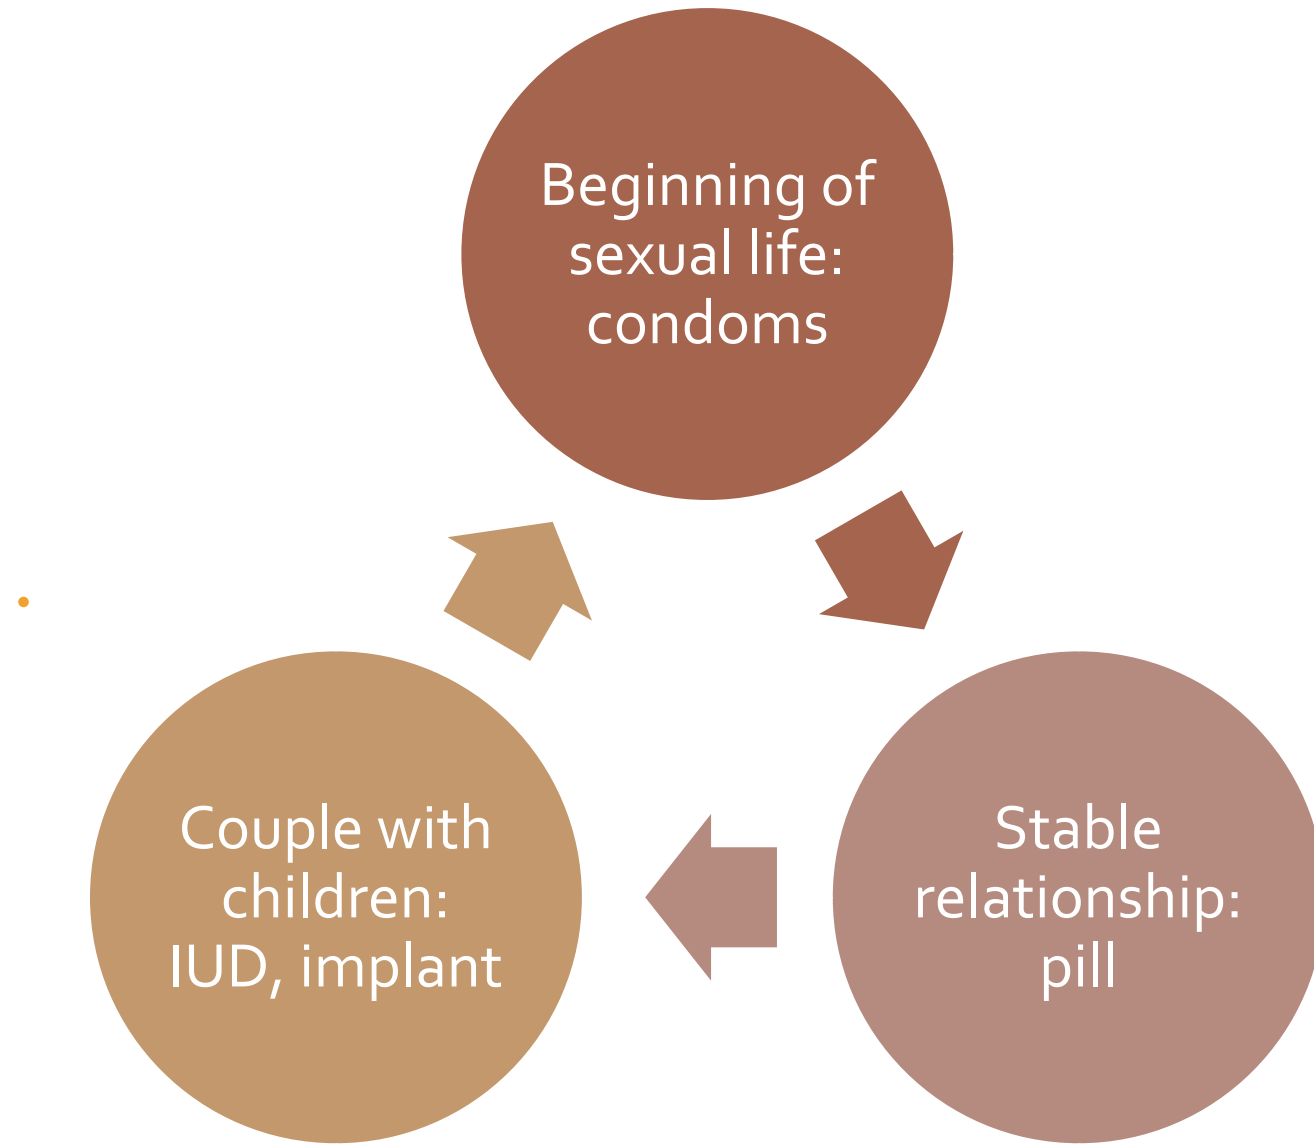 Beginning of
sexual life:
condoms
Stable
relationship:
pill
Couple with
children:
IUD, implant